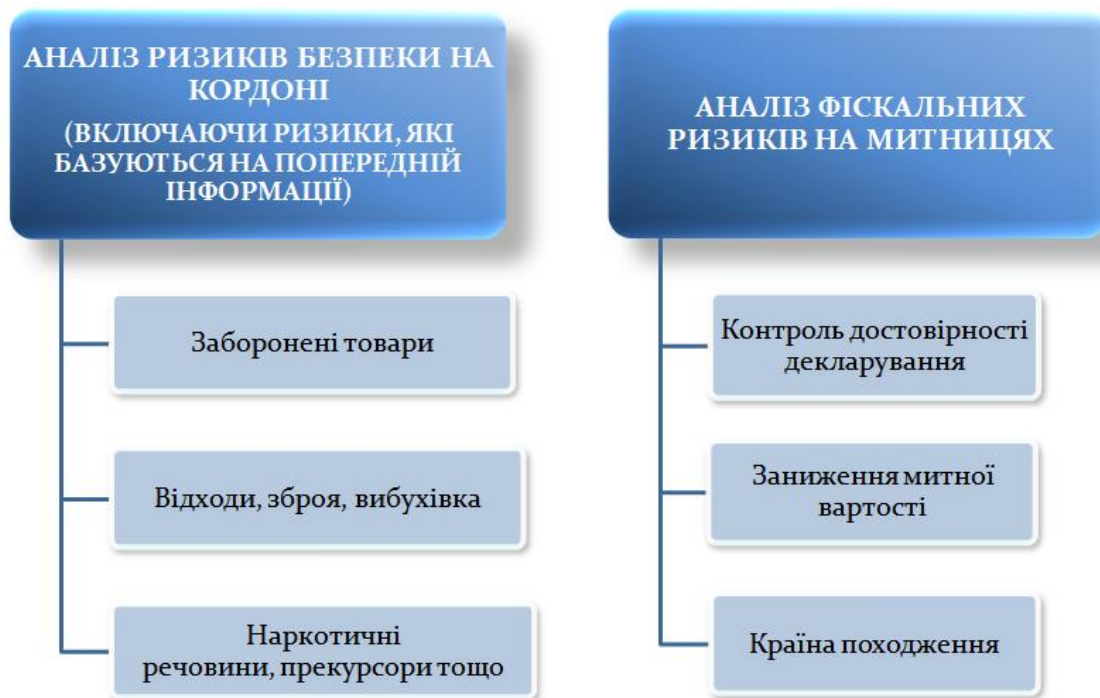 АНАЛІЗ РИЗИКІВ БЕЗПЕКИ НА
КОРДОНІ
(ВКЛЮЧАЮЧИ РИЗИКИ, ЯКІ
БАЗУЮТЬСЯ НА ПОПЕРЕДНІЙ
ІНФОРМАЦІЇ)
Заборонені товари
Відходи, зброя, вибухівка
Наркотичні
речовини, прекурсори тощо
АНАЛІЗ ФІСКАЛЬНИХ
РИЗИКІВ НА МИТНИЦЯХ
Контроль достовірності
декларування
Заниження митної
вартості
Країна походження